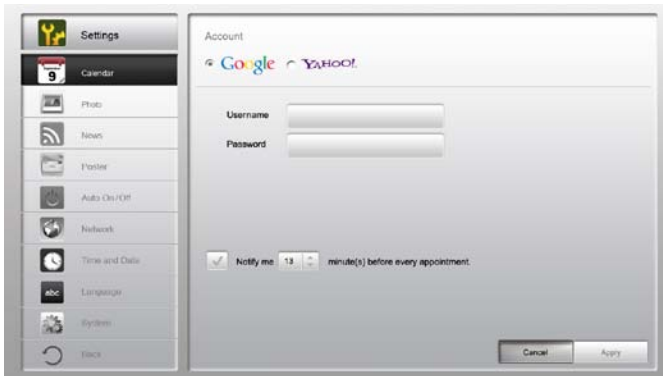 Settings
9
Calendar
Photo
News
Poster
Auto On/Off
Network
Time and Date
abc
Language
System
Back
Account
Google YAHOO!
Username
Password
Notify me 13 minute(s) before every appointment.
Cancel Apply